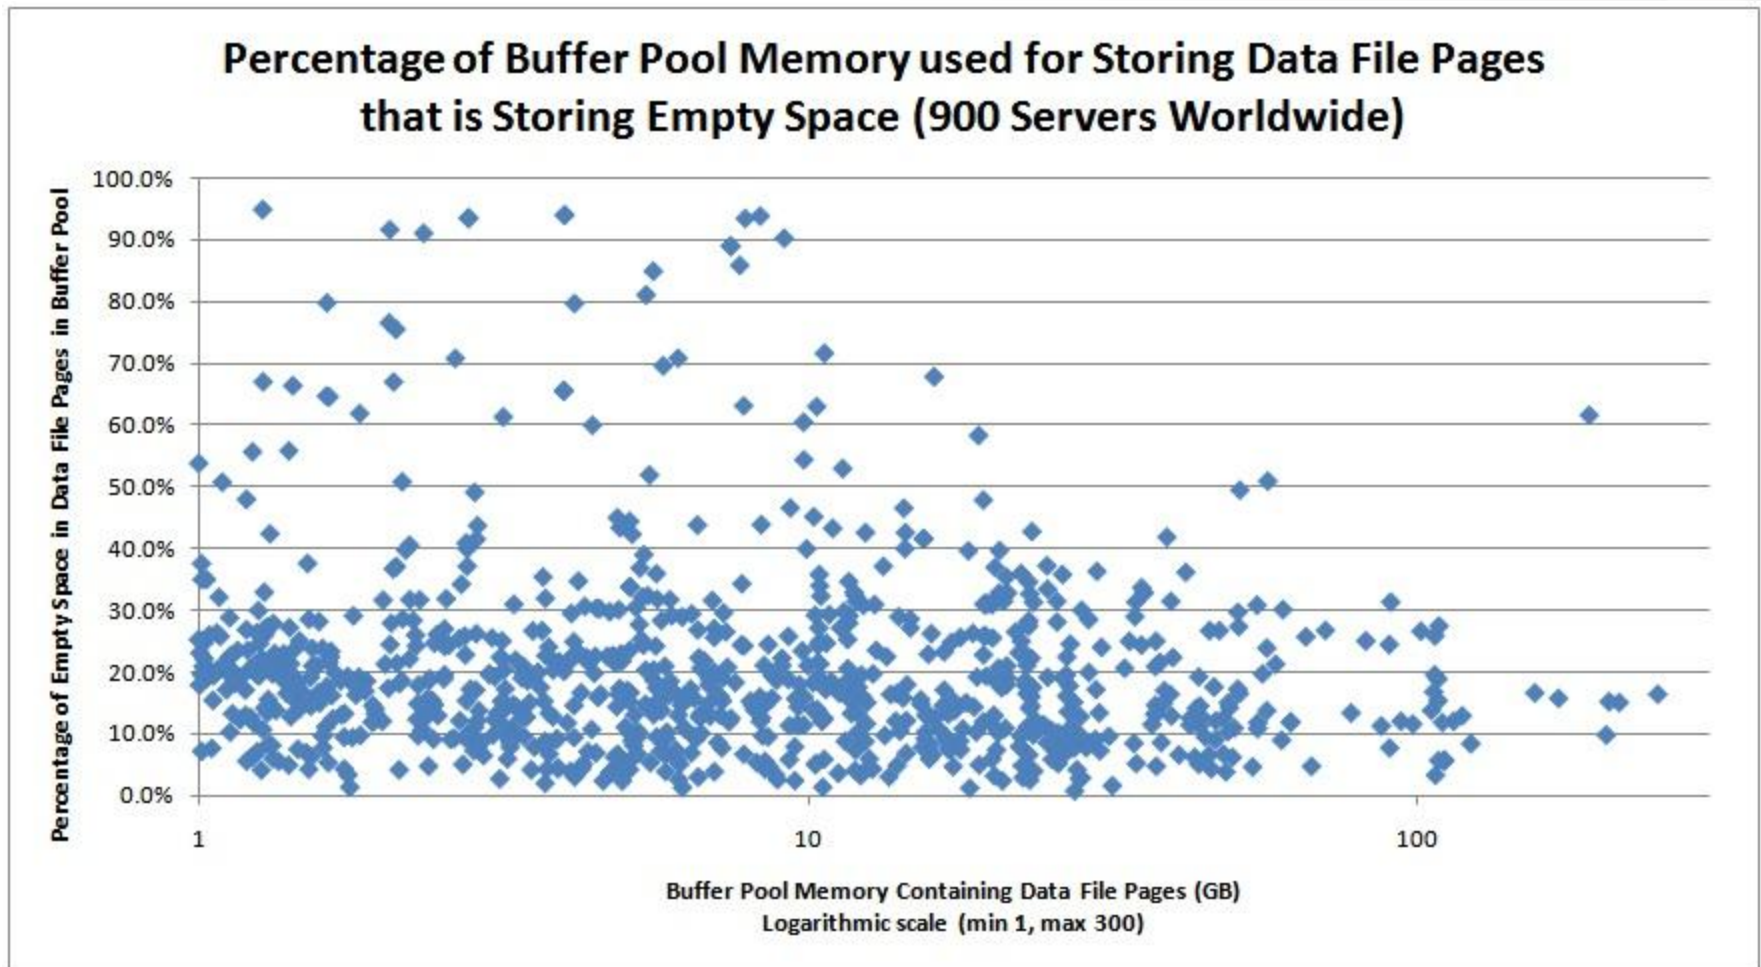 Percentage of Buffer Pool Memory used for Storing Data File Pages
that is Storing Empty Space (900 Servers Worldwide)
Percentage of Empty Space in Data File Pages in Buffer Pool
100.0%
90.0%
80.0%
70.0%
60.0%
50.0%
40.0%
30.0%
20.0%
10.0%
0.0%
1
10
100
Buffer Pool Memory Containing Data File Pages (GB)
Logarithmic scale (min 1, max 300)